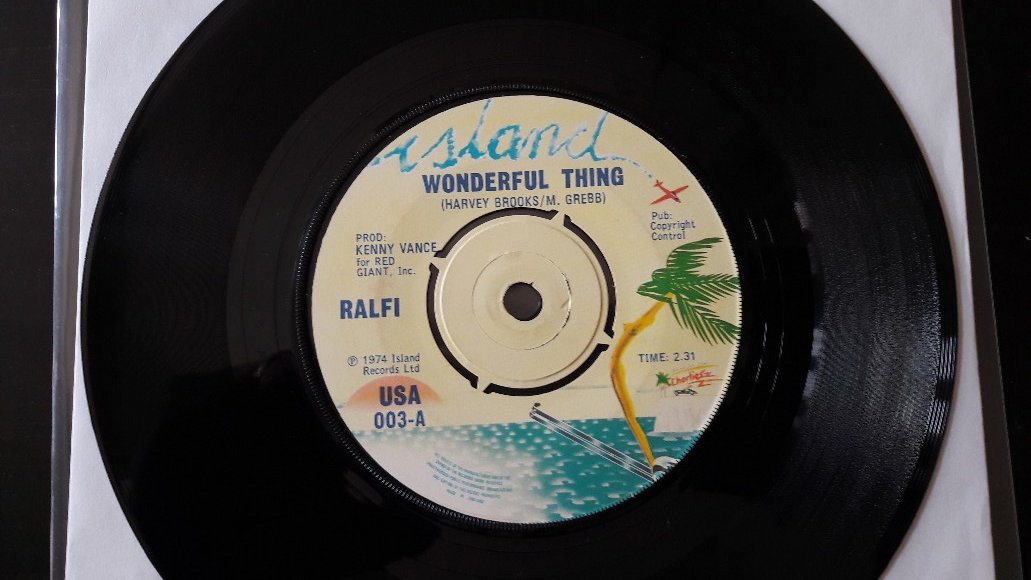 island
WONDERFUL THING
(HARVEY BROOKS/M. GREBB)
Pub:
Copyright
Control
PROD:
KENNY VANCE
for RED
GIANT, Inc.
RALFI
℗ 1974 Island
Records Ltd
TIME: 2.31
USA
003-A